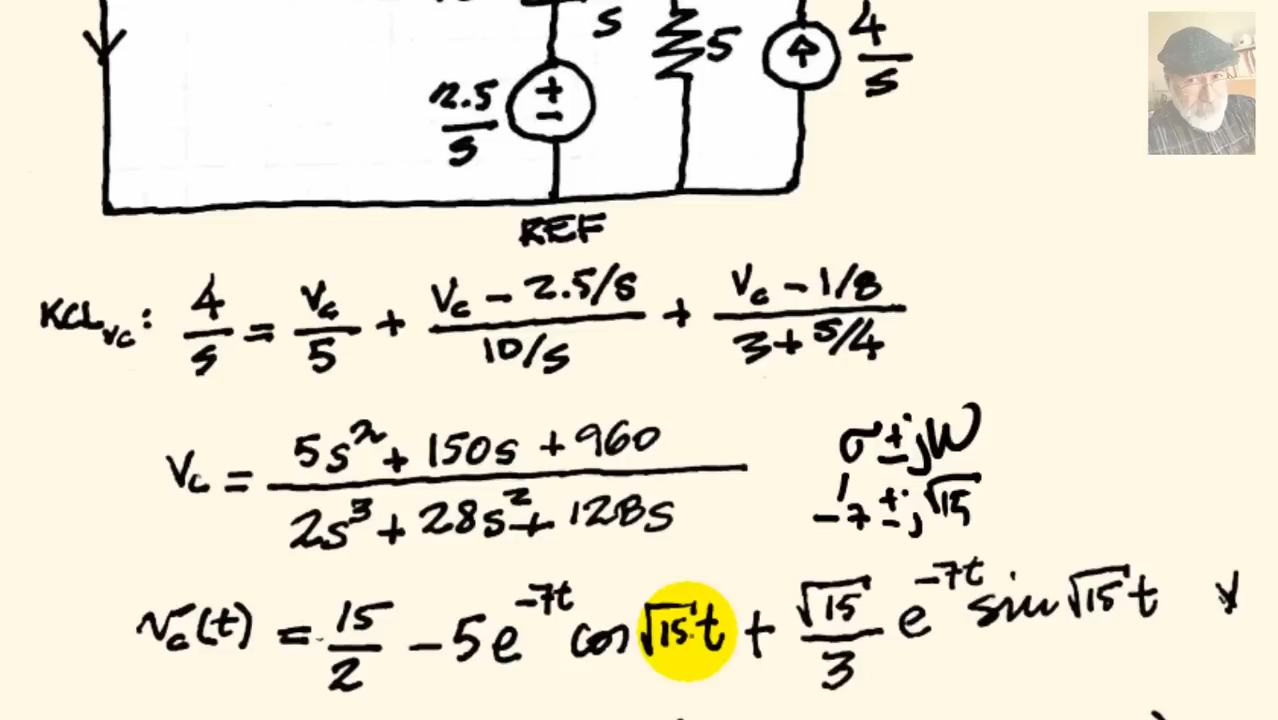 s 5 4/s
2.5/s + −
REF
KCL_vc: 4/s = Vc/5 + (Vc − 2.5/s)/(10/s) + (Vc − 1/8)/(3 + s/4)
Vc = (5s² + 150s + 960)/(2s³ + 28s² + 128s)
σ ± jω
−7 ± j√15
vc(t) = 15/2 − 5e^(−7t) cos √15 t + √15/3 e^(−7t) sin √15 t V